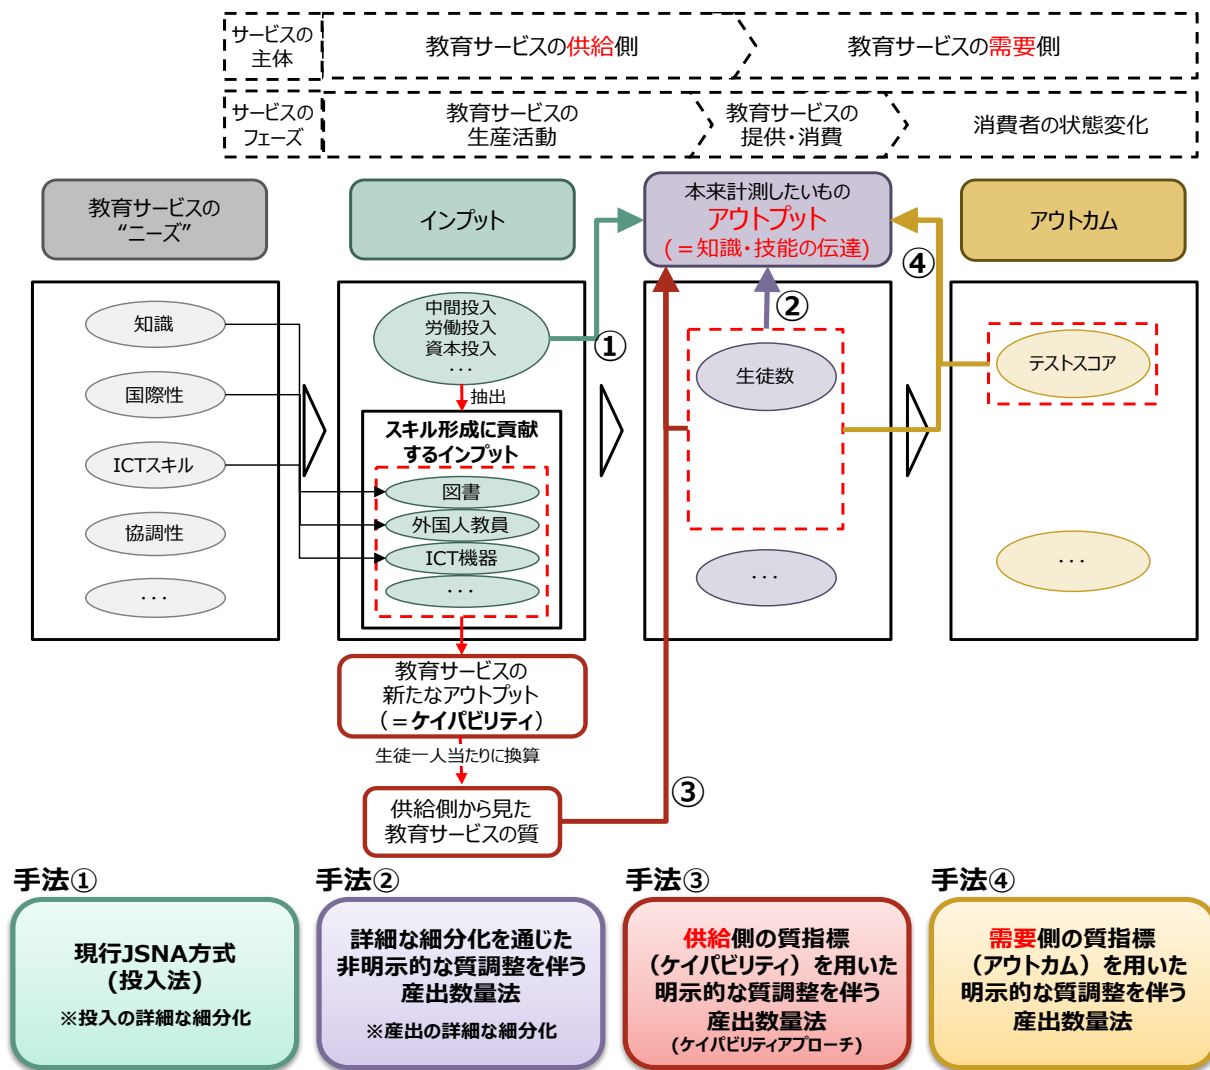 サービスの
主体
教育サービスの供給側
教育サービスの需要側
サービスの
フェーズ
教育サービスの
生産活動
教育サービスの
提供・消費
消費者の状態変化
教育サービスの
“ニーズ”
インプット
本来計測したいもの
アウトプット
（＝知識・技能の伝達）
アウトカム
知識
国際性
ICTスキル
協調性
・・・
中間投入
労働投入
資本投入
・・・
抽出
スキル形成に貢献
するインプット
図書
外国人教員
ICT機器
・・・
教育サービスの
新たなアウトプット
（＝ケイパビリティ）
生徒一人当たりに換算
供給側から見た
教育サービスの質
①
②
③
④
生徒数
・・・
テストスコア
・・・
手法①
現行JSNA方式
(投入法)
※投入の詳細な細分化
手法②
詳細な細分化を通じた
非明示的な質調整を伴う
産出数量法
※産出の詳細な細分化
手法③
供給側の質指標
（ケイパビリティ）を用いた
明示的な質調整を伴う
産出数量法
(ケイパビリティアプローチ)
手法④
需要側の質指標
（アウトカム）を用いた
明示的な質調整を伴う
産出数量法